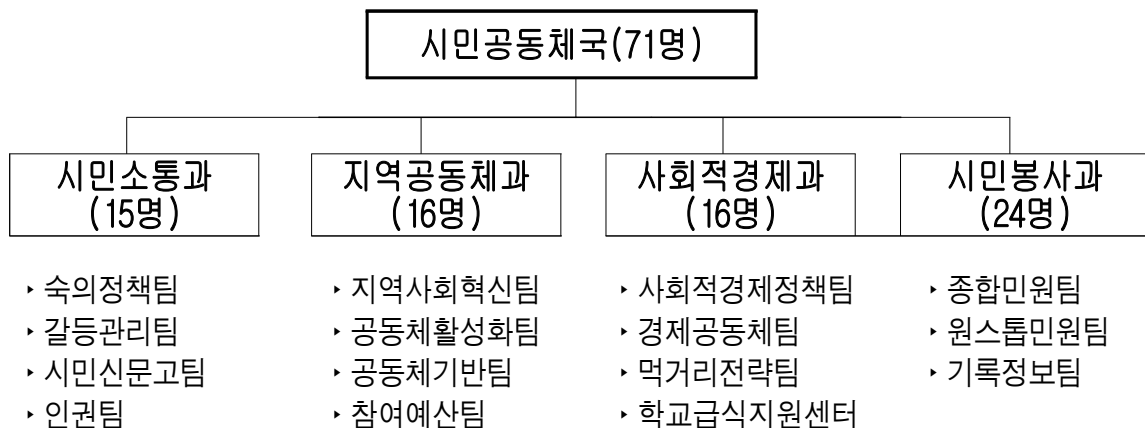 시민공동체국(71명)
시민소통과
(15명)
지역공동체과
(16명)
사회적경제과
(16명)
시민봉사과
(24명)
‣ 숙의정책팀
‣ 갈등관리팀
‣ 시민신문고팀
‣ 인권팀
‣ 지역사회혁신팀
‣ 공동체활성화팀
‣ 공동체기반팀
‣ 참여예산팀
‣ 사회적경제정책팀
‣ 경제공동체팀
‣ 먹거리전략팀
‣ 학교급식지원센터
‣ 종합민원팀
‣ 원스톱민원팀
‣ 기록정보팀